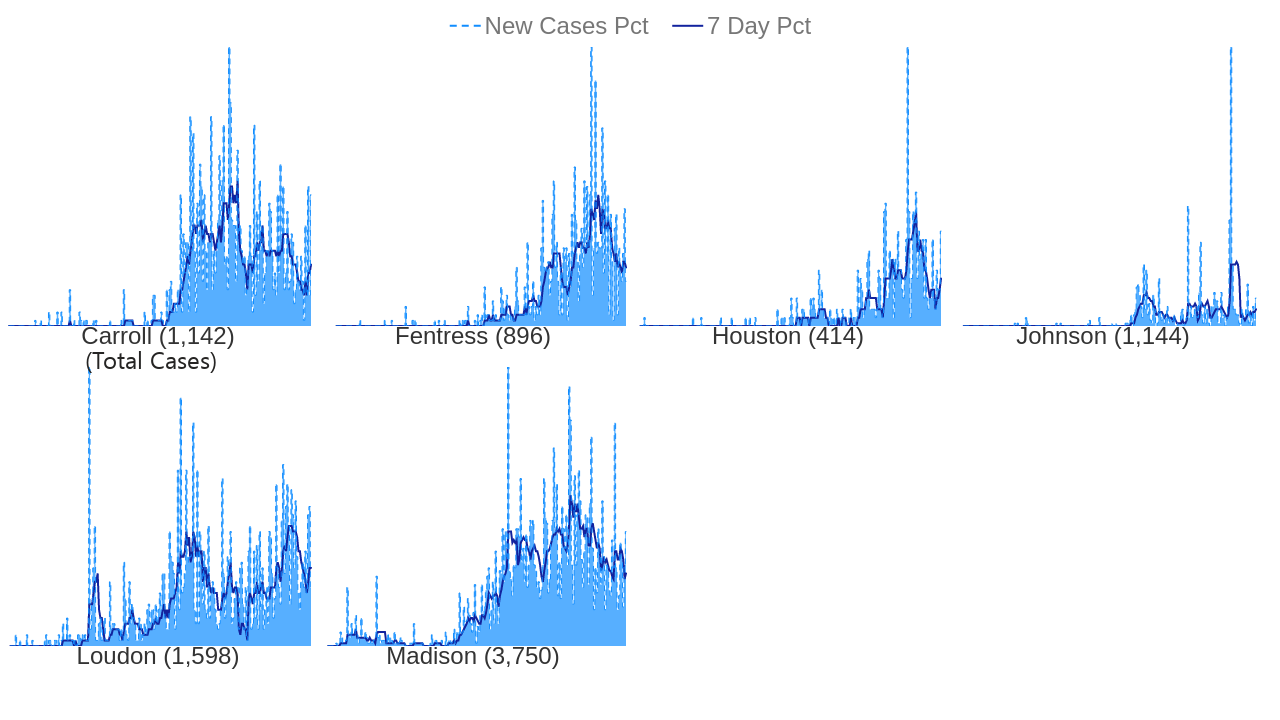 New Cases Pct 7 Day Pct
Carroll (1,142) Fentress (896) Houston (414) Johnson (1,144)
(Total Cases)
Loudon (1,598) Madison (3,750)